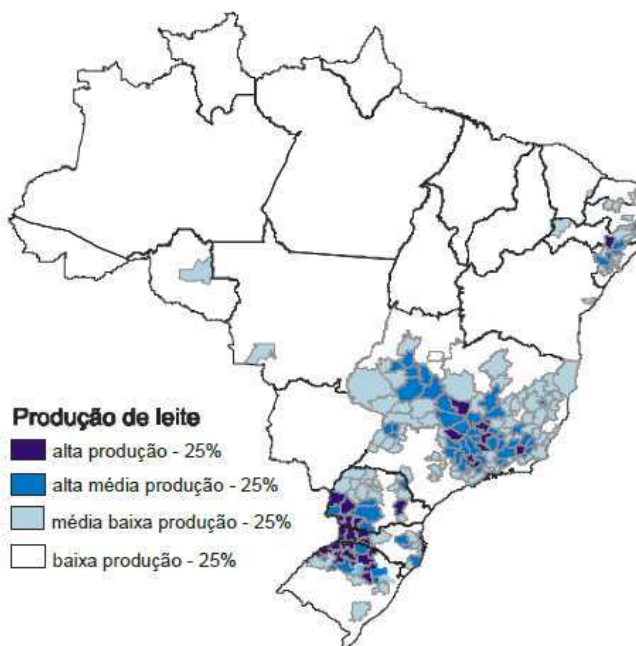 Produção de leite
alta produção - 25%
alta média produção - 25%
média baixa produção - 25%
baixa produção - 25%